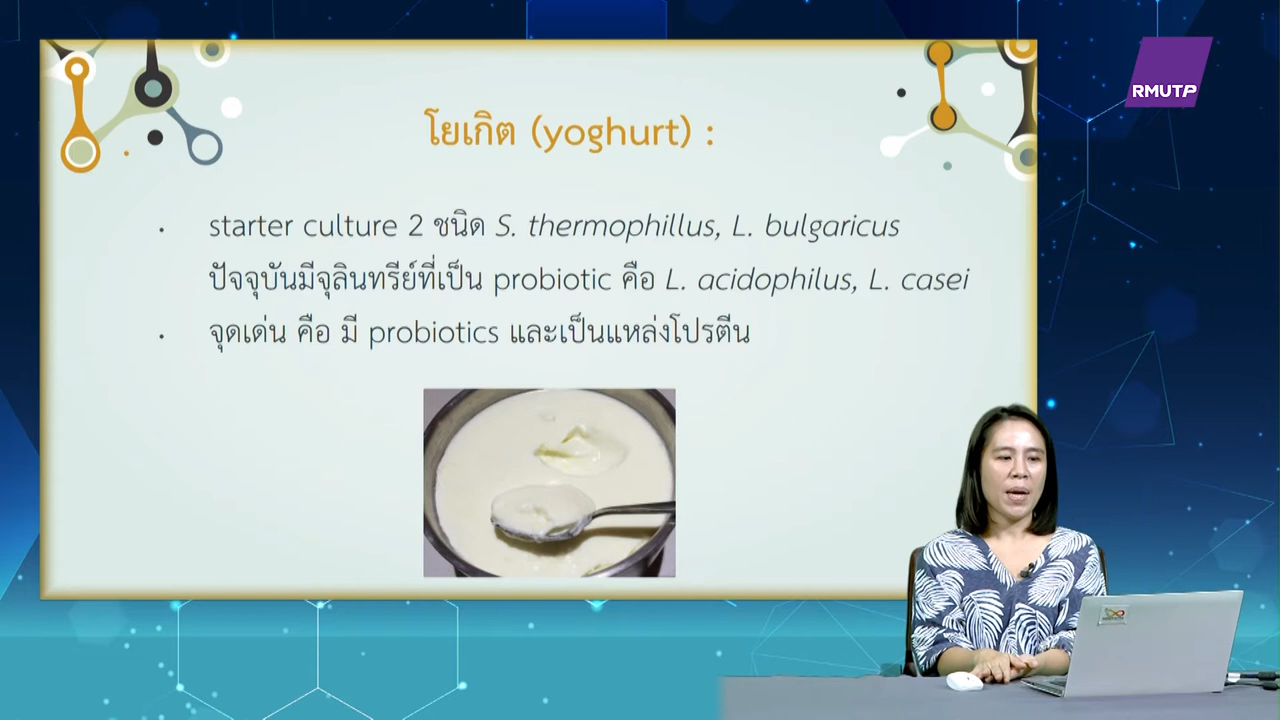 RMUTP
โยเกิต (yoghurt) :
• starter culture 2 ชนิด S. thermophillus, L. bulgaricus
ปัจจุบันมีจุลินทรีย์ที่เป็น probiotic คือ L. acidophilus, L. casei
• จุดเด่น คือ มี probiotics และเป็นแหล่งโปรตีน